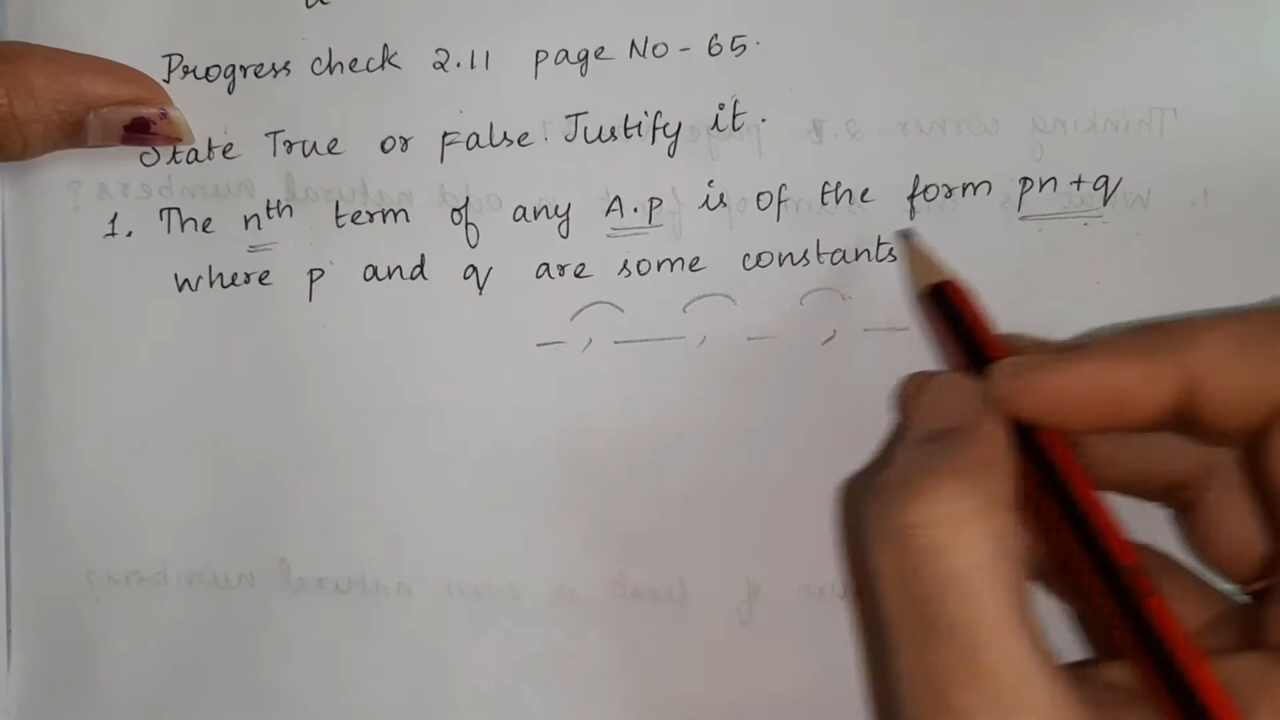 Progress check 2.11 page No - 65.
State True or False. Justify it.
1. The nth term of any A.P is of the form pn+q
where p and q are some constants